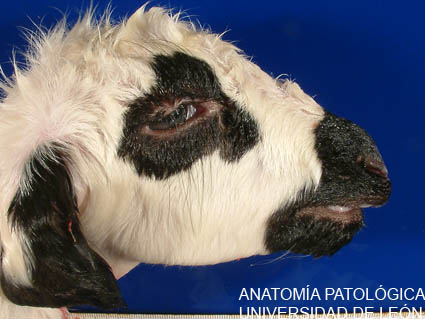 ANATOMÍA PATOLÓGICA
UNIVERSIDAD DE LEÓN